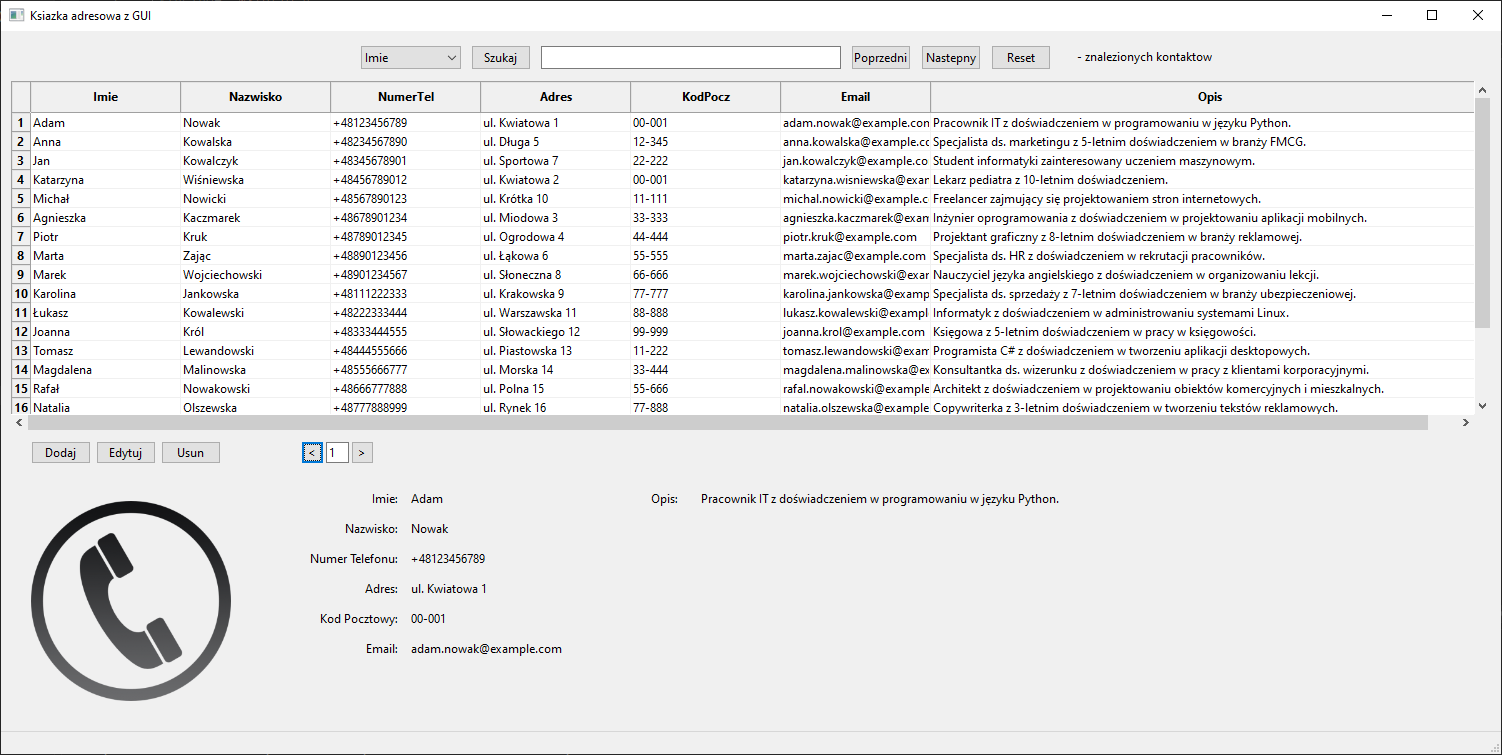 Ksiazka adresowa z GUI
Imie Szukaj Poprzedni Nastepny Reset - znalezionych kontaktow
Imie Nazwisko NumerTel Adres KodPocz Email Opis
1 Adam Nowak +48123456789 ul. Kwiatowa 1 00-001 adam.nowak@example.con Pracownik IT z doświadczeniem w programowaniu w języku Python.
2 Anna Kowalska +48234567890 ul. Długa 5 12-345 anna.kowalska@example.cc Specjalista ds. marketingu z 5-letnim doświadczeniem w branży FMCG.
3 Jan Kowalczyk +48345678901 ul. Sportowa 7 22-222 jan.kowalczyk@example.co Student informatyki zainteresowany uczeniem maszynowym.
4 Katarzyna Wiśniewska +48456789012 ul. Kwiatowa 2 00-001 katarzyna.wisniewska@exar Lekarz pediatra z 10-letnim doświadczeniem.
5 Michał Nowicki +48567890123 ul. Krótka 10 11-111 michal.nowicki@example.c Freelancer zajmujący się projektowaniem stron internetowych.
6 Agnieszka Kaczmarek +48678901234 ul. Miodowa 3 33-333 agnieszka.kaczmarek@exam Inżynier oprogramowania z doświadczeniem w projektowaniu aplikacji mobilnych.
7 Piotr Kruk +48789012345 ul. Ogrodowa 4 44-444 piotr.kruk@example.com Projektant graficzny z 8-letnim doświadczeniem w branży reklamowej.
8 Marta Zając +48890123456 ul. Łąkowa 6 55-555 marta.zajac@example.com Specjalista ds. HR z doświadczeniem w rekrutacji pracowników.
9 Marek Wojciechowski +48901234567 ul. Słoneczna 8 66-666 marek.wojciechowski@exar Nauczyciel języka angielskiego z doświadczeniem w organizowaniu lekcji.
10 Karolina Jankowska +48111222333 ul. Krakowska 9 77-777 karolina.jankowska@examp Specjalista ds. sprzedaży z 7-letnim doświadczeniem w branży ubezpieczeniowej.
11 Łukasz Kowalewski +48222333444 ul. Warszawska 11 88-888 lukasz.kowalewski@example Informatyk z doświadczeniem w administrowaniu systemami Linux.
12 Joanna Król +48333444555 ul. Słowackiego 12 99-999 joanna.krol@example.com Księgowa z 5-letnim doświadczeniem w pracy w księgowości.
13 Tomasz Lewandowski +48444555666 ul. Piastowska 13 11-222 tomasz.lewandowski@exam Programista C# z doświadczeniem w tworzeniu aplikacji desktopowych.
14 Magdalena Malinowska +48555666777 ul. Morska 14 33-444 magdalena.malinowska@ex Konsultantka ds. wizerunku z doświadczeniem w pracy z klientami korporacyjnymi.
15 Rafał Nowakowski +48666777888 ul. Polna 15 55-666 rafal.nowakowski@example Architekt z doświadczeniem w projektowaniu obiektów komercyjnych i mieszkalnych.
16 Natalia Olszewska +48777888999 ul. Rynek 16 77-888 natalia.olszewska@example Copywriterka z 3-letnim doświadczeniem w tworzeniu tekstów reklamowych.
Dodaj Edytuj Usun < 1 >
Imie: Adam Opis: Pracownik IT z doświadczeniem w programowaniu w języku Python.
Nazwisko: Nowak
Numer Telefonu: +48123456789
Adres: ul. Kwiatowa 1
Kod Pocztowy: 00-001
Email: adam.nowak@example.com